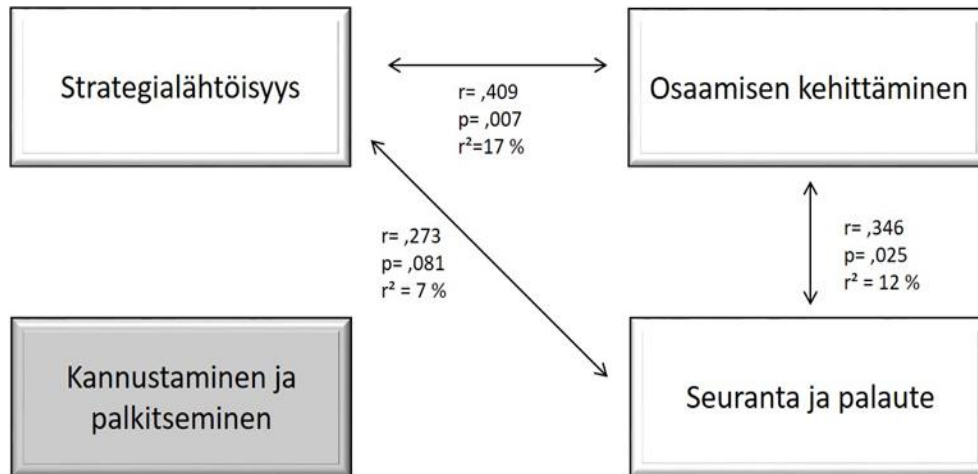 Strategialähtöisyys
r= ,409
p= ,007
r²=17 %
Osaamisen kehittäminen
r= ,273
p= ,081
r² = 7 %
r= ,346
p= ,025
r² = 12 %
Kannustaminen ja
palkitseminen
Seuranta ja palaute